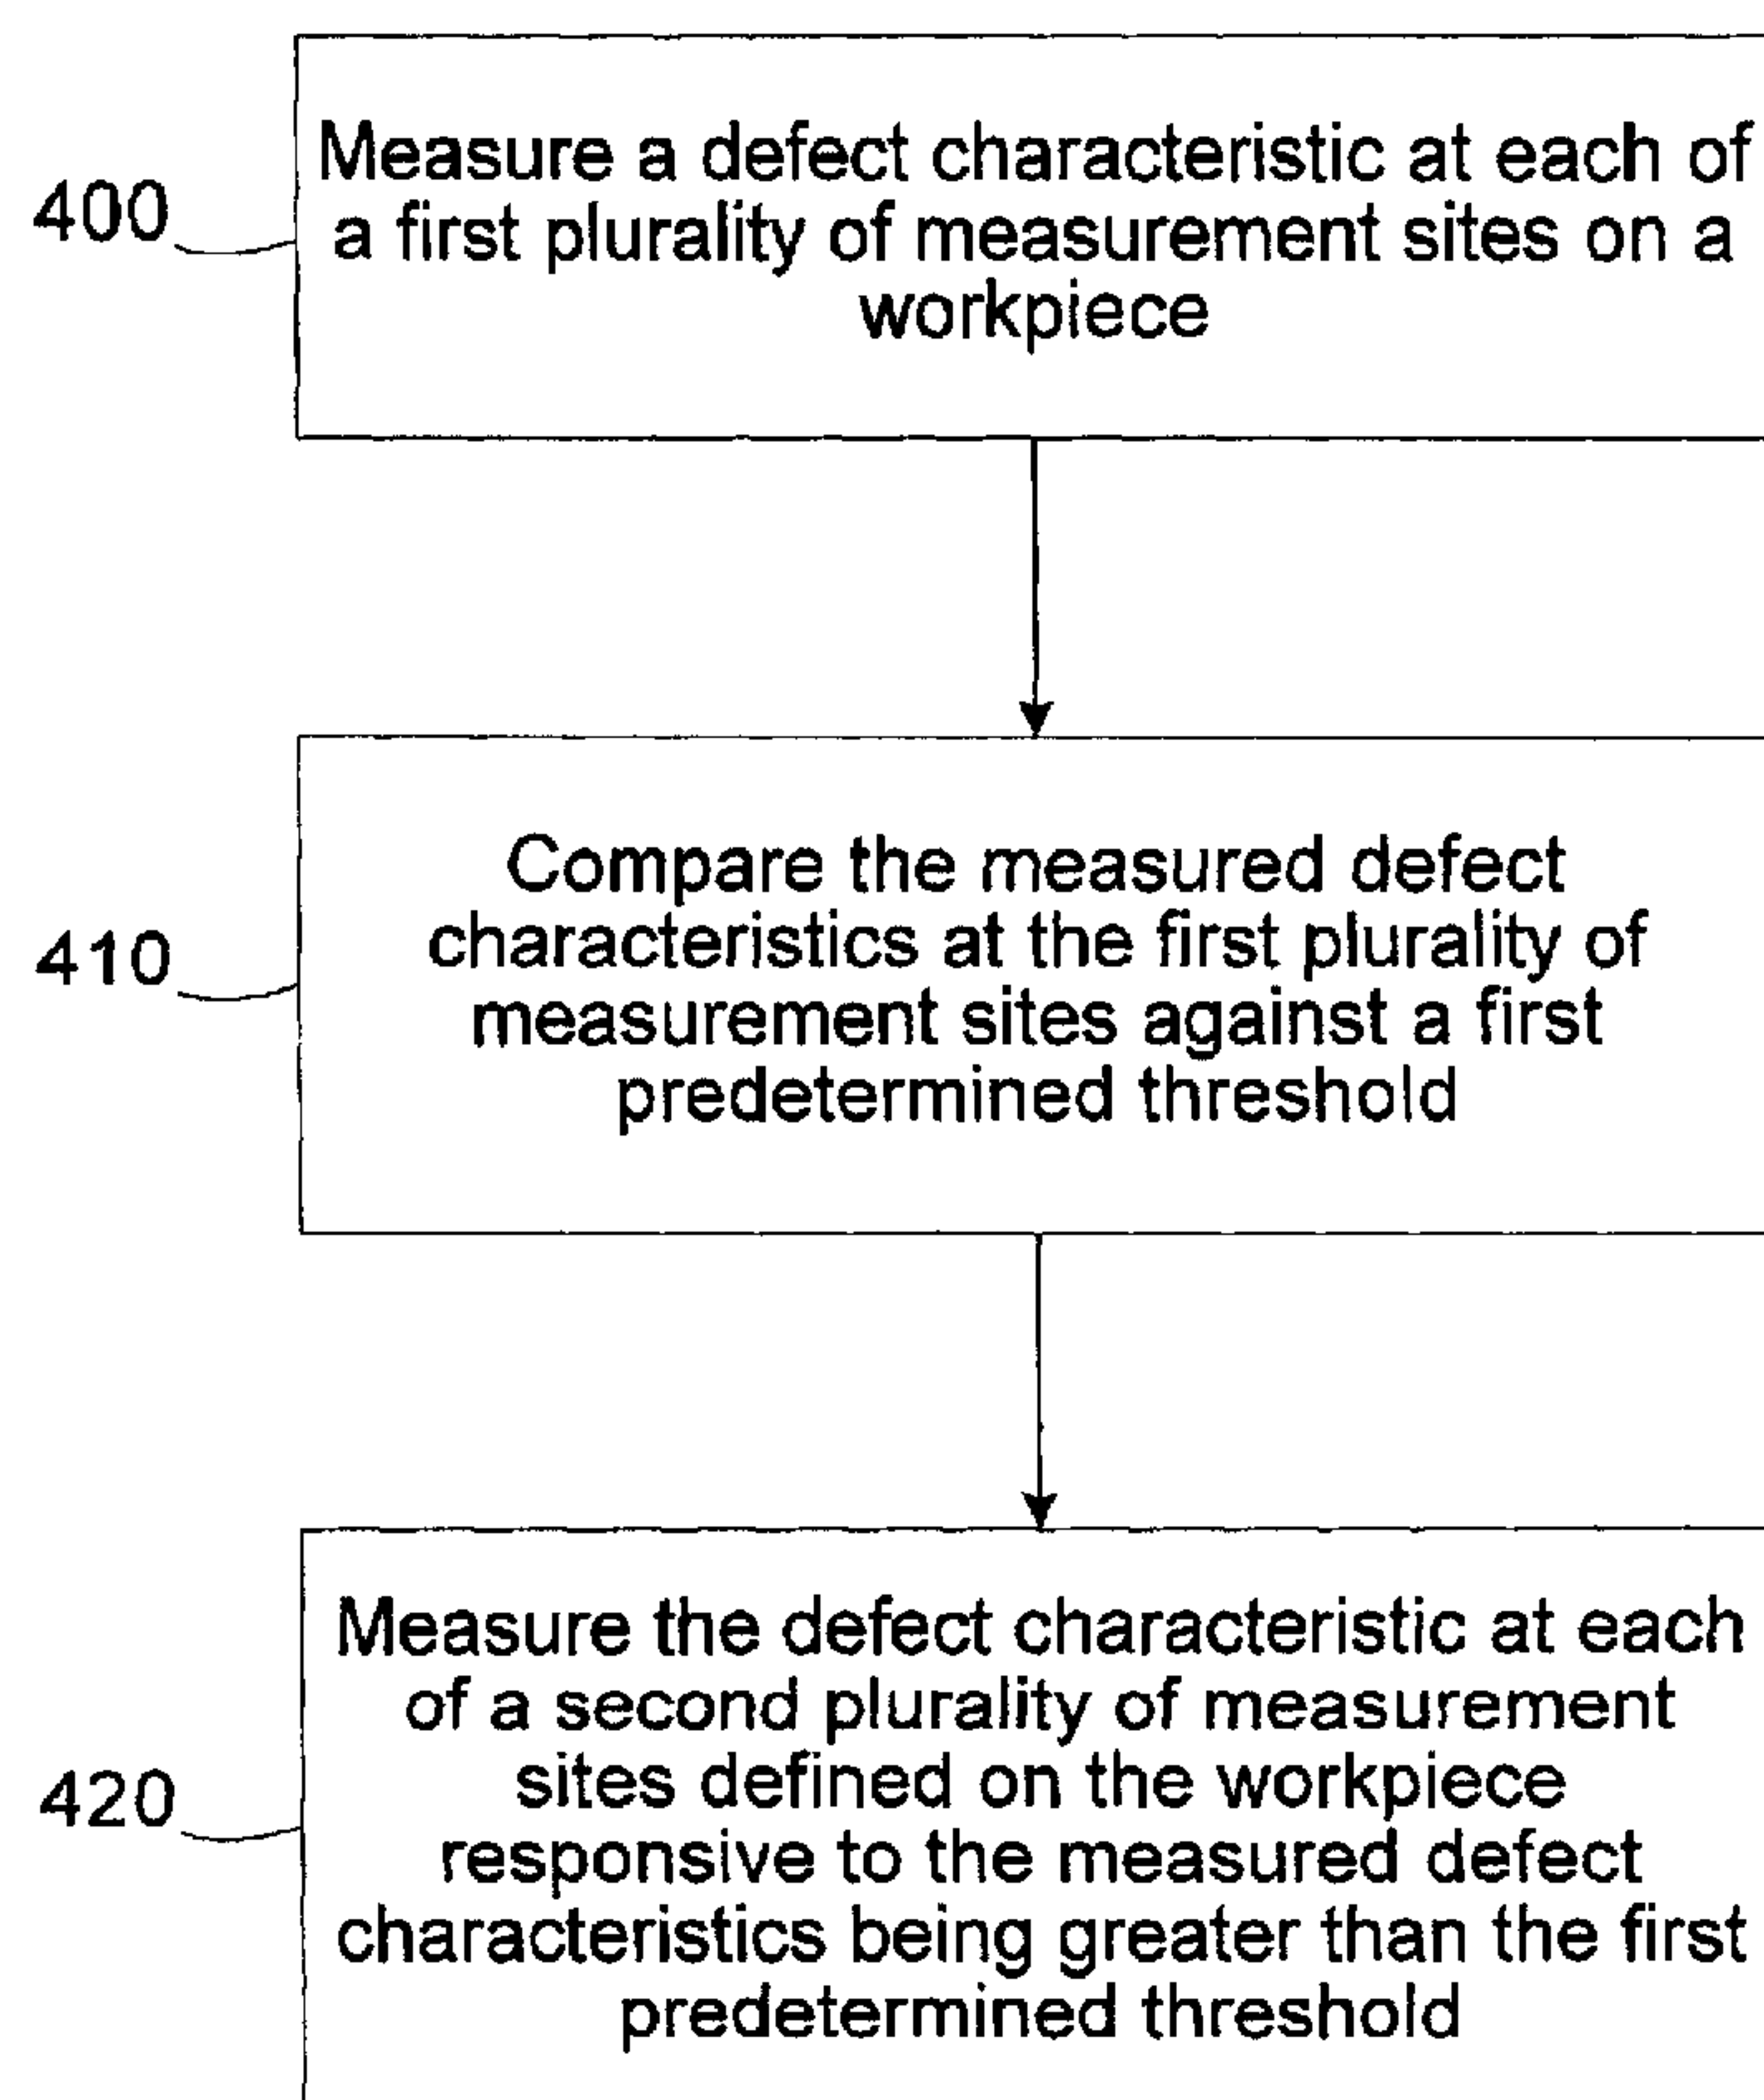 Measure a defect characteristic at each of
a first plurality of measurement sites on a
workpiece
400
Compare the measured defect
characteristics at the first plurality of
measurement sites against a first
predetermined threshold
410
Measure the defect characteristic at each
of a second plurality of measurement
sites defined on the workpiece
responsive to the measured defect
characteristics being greater than the first
predetermined threshold
420